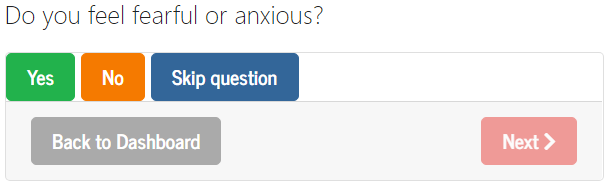 Do you feel fearful or anxious?
Yes No Skip question
Back to Dashboard Next